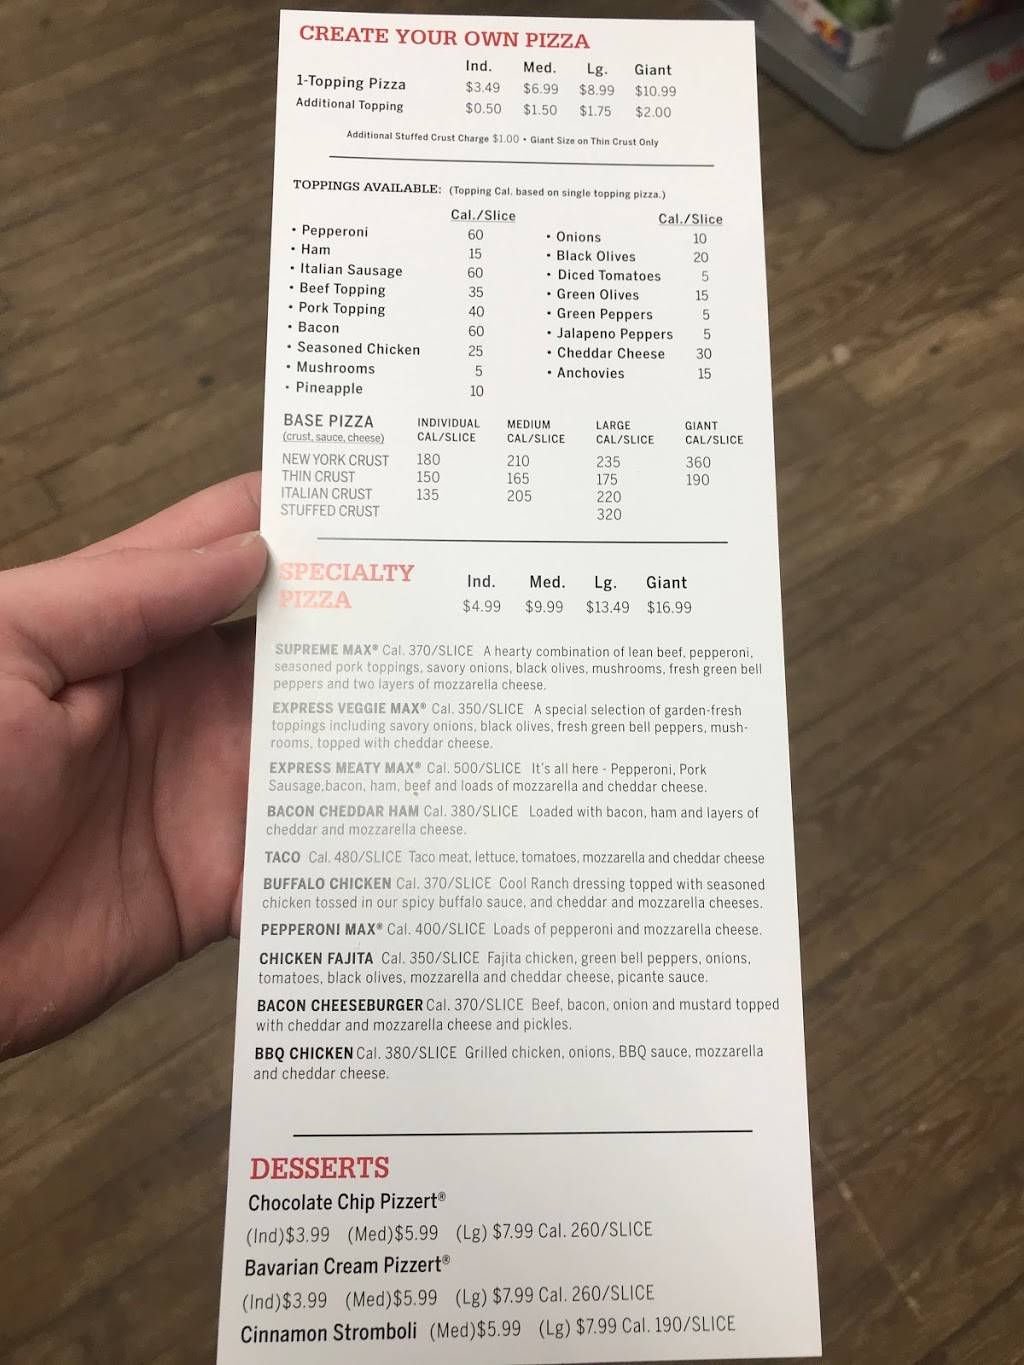 CREATE YOUR OWN PIZZA
Ind. Med. Lg. Giant
1-Topping Pizza $3.49 $6.99 $8.99 $10.99
Additional Topping $0.50 $1.50 $1.75 $2.00
Additional Stuffed Crust Charge $1.00 • Giant Size on Thin Crust Only
TOPPINGS AVAILABLE: (Topping Cal. based on single topping pizza.)
Cal./Slice
• Pepperoni 60
• Ham 15
• Italian Sausage 60
• Beef Topping 35
• Pork Topping 40
• Bacon 60
• Seasoned Chicken 25
• Mushrooms 5
• Pineapple 10
Cal./Slice
• Onions 10
• Black Olives 20
• Diced Tomatoes 5
• Green Olives 15
• Green Peppers 5
• Jalapeno Peppers 5
• Cheddar Cheese 30
• Anchovies 15
BASE PIZZA INDIVIDUAL MEDIUM LARGE GIANT
(crust, sauce, cheese) CAL/SLICE CAL/SLICE CAL/SLICE CAL/SLICE
NEW YORK CRUST 180 210 235 360
THIN CRUST 150 165 175 190
ITALIAN CRUST 135 205 220
STUFFED CRUST 320
SPECIALTY
PIZZA
Ind. Med. Lg. Giant
$4.99 $9.99 $13.49 $16.99
SUPREME MAX® Cal. 370/SLICE A hearty combination of lean beef, pepperoni,
seasoned pork toppings, savory onions, black olives, mushrooms, fresh green bell
peppers and two layers of mozzarella cheese.
EXPRESS VEGGIE MAX® Cal. 350/SLICE A special selection of garden-fresh
toppings including savory onions, black olives, fresh green bell peppers, mush-
rooms, topped with cheddar cheese.
EXPRESS MEATY MAX® Cal. 500/SLICE It's all here - Pepperoni, Pork
Sausage,bacon, ham, beef and loads of mozzarella and cheddar cheese.
BACON CHEDDAR HAM Cal. 380/SLICE Loaded with bacon, ham and layers of
cheddar and mozzarella cheese.
TACO Cal. 480/SLICE Taco meat, lettuce, tomatoes, mozzarella and cheddar cheese
BUFFALO CHICKEN Cal. 370/SLICE Cool Ranch dressing topped with seasoned
chicken tossed in our spicy buffalo sauce, and cheddar and mozzarella cheeses.
PEPPERONI MAX® Cal. 400/SLICE Loads of pepperoni and mozzarella cheese.
CHICKEN FAJITA Cal. 350/SLICE Fajita chicken, green bell peppers, onions,
tomatoes, black olives, mozzarella and cheddar cheese, picante sauce.
BACON CHEESEBURGER Cal. 370/SLICE Beef, bacon, onion and mustard topped
with cheddar and mozzarella cheese and pickles.
BBQ CHICKEN Cal. 380/SLICE Grilled chicken, onions, BBQ sauce, mozzarella
and cheddar cheese.
DESSERTS
Chocolate Chip Pizzert®
(Ind)$3.99 (Med)$5.99 (Lg) $7.99 Cal. 260/SLICE
Bavarian Cream Pizzert®
(Ind)$3.99 (Med)$5.99 (Lg) $7.99 Cal. 260/SLICE
Cinnamon Stromboli (Med)$5.99 (Lg) $7.99 Cal. 190/SLICE